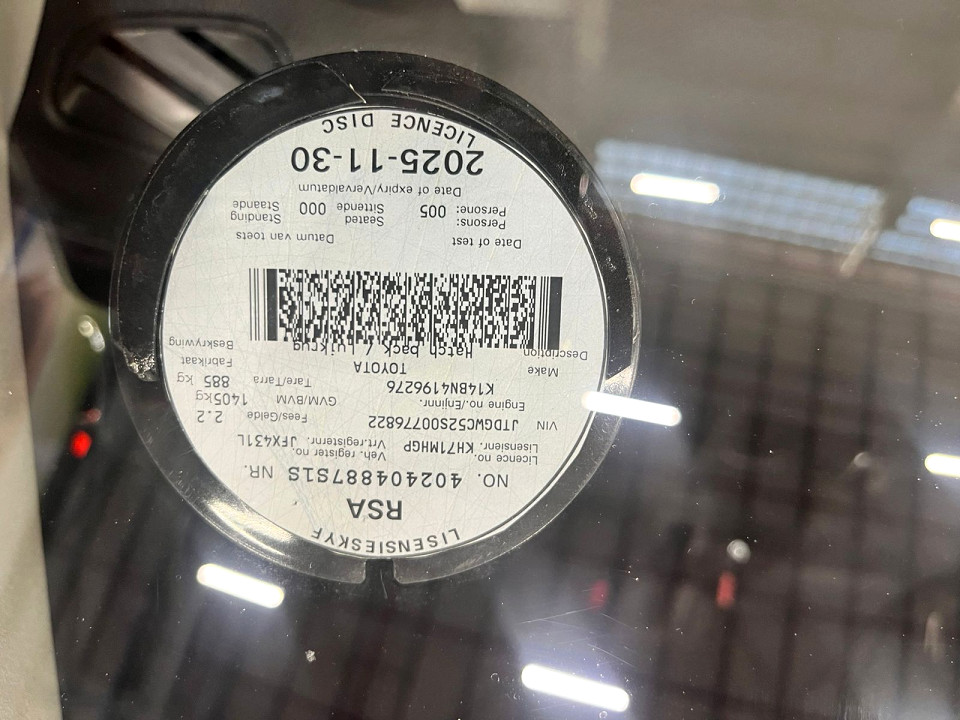 LISENSIESKYF
RSA
NO. 402404887S1S NR.
Licence no. Veh. register no.
Lisensienr. KH71MHGP Vrt.registernr. JFX431L
VIN JTDGWC52S00776822 Fees/Gelde 2.2
Engine no./Enjinnr. GVM/BVM 1405kg
K14BN4196276 Tare/Tarra 885 kg
Make TOYOTA Fabrikaat
Description Hatch back / Luikrug Beskrywing
Date of test Datum van toets
Persons: Seated Standing
Persone: 005 Sittende 000 Staande
Date of expiry/Vervaldatum
2025-11-30
LICENCE DISC